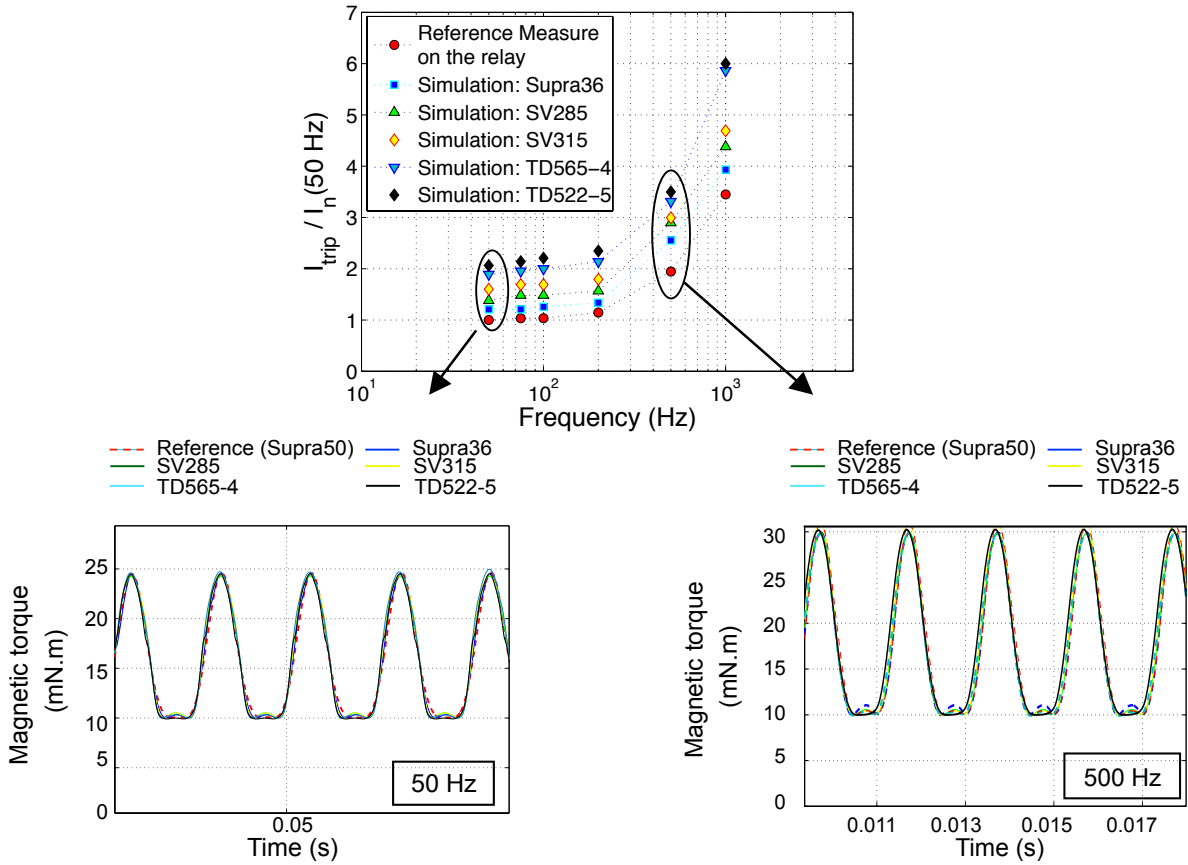 7
6
5
4
3
2
1
0
I_trip / I_n(50 Hz)
Reference Measure
on the relay
Simulation: Supra36
Simulation: SV285
Simulation: SV315
Simulation: TD565−4
Simulation: TD522−5
10^1
10^2
10^3
Frequency (Hz)
Reference (Supra50)
Supra36
SV285
SV315
TD565-4
TD522-5
Magnetic torque
(mN.m)
25
20
15
10
5
0
0.05
Time (s)
50 Hz
Reference (Supra50)
Supra36
SV285
SV315
TD565-4
TD522-5
Magnetic torque
(mN.m)
30
25
20
15
10
5
0
0.011
0.013
0.015
0.017
Time (s)
500 Hz